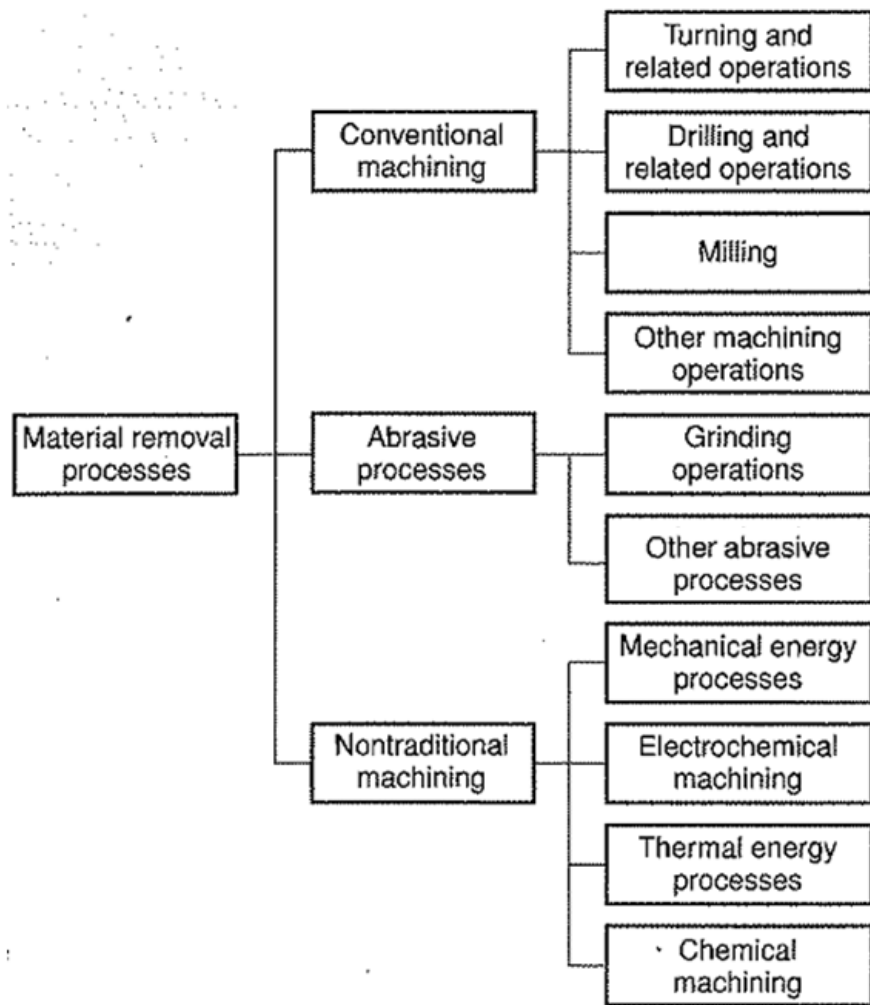 Turning and
related operations
Conventional
machining
Drilling and
related operations
Milling
Other machining
operations
Material removal
processes
Abrasive
processes
Grinding
operations
Other abrasive
processes
Mechanical energy
processes
Nontraditional
machining
Electrochemical
machining
Thermal energy
processes
Chemical
machining